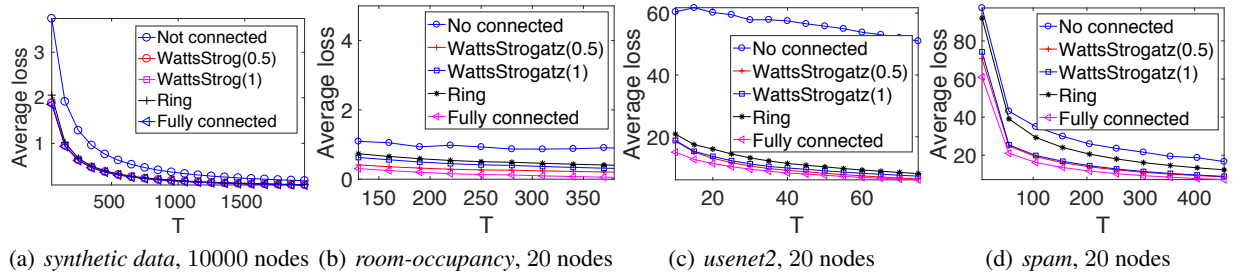 Average loss
3
2
1
500
1000
1500
T
Not connected
WattsStrog(0.5)
WattsStrog(1)
Ring
Fully connected
(a) synthetic data, 10000 nodes
Average loss
5
4
3
2
1
0
150
200
250
300
350
T
No connected
WattsStrogatz(0.5)
WattsStrogatz(1)
Ring
Fully connected
(b) room-occupancy, 20 nodes
Average loss
60
40
20
20
40
60
T
No connected
WattsStrogatz(0.5)
WattsStrogatz(1)
Ring
Fully connected
(c) usenet2, 20 nodes
Average loss
80
60
40
20
100
200
300
400
T
No connected
WattsStrogatz(0.5)
WattsStrogatz(1)
Ring
Fully connected
(d) spam, 20 nodes